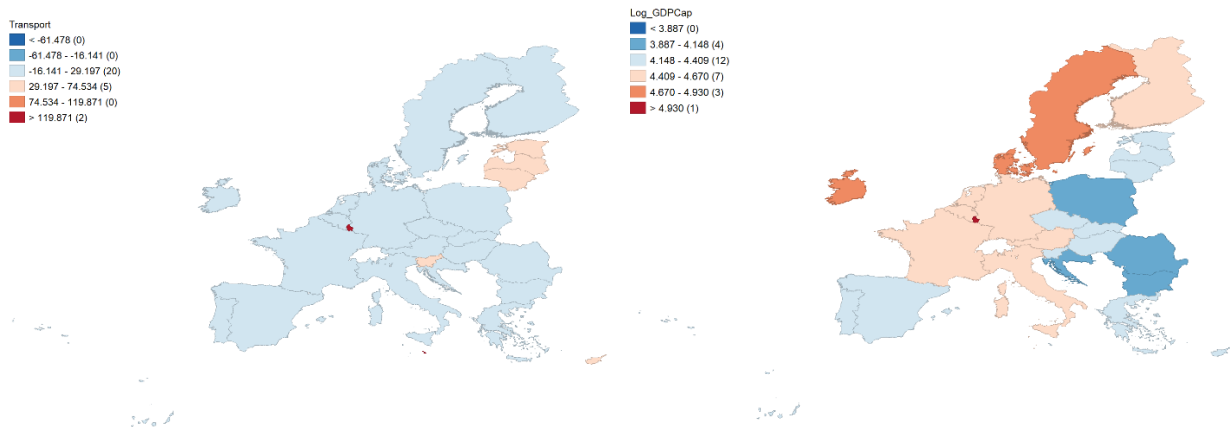 Transport
< -61.478 (0)
-61.478 - -16.141 (0)
-16.141 - 29.197 (20)
29.197 - 74.534 (5)
74.534 - 119.871 (0)
> 119.871 (2)
Log_GDPCap
< 3.887 (0)
3.887 - 4.148 (4)
4.148 - 4.409 (12)
4.409 - 4.670 (7)
4.670 - 4.930 (3)
> 4.930 (1)